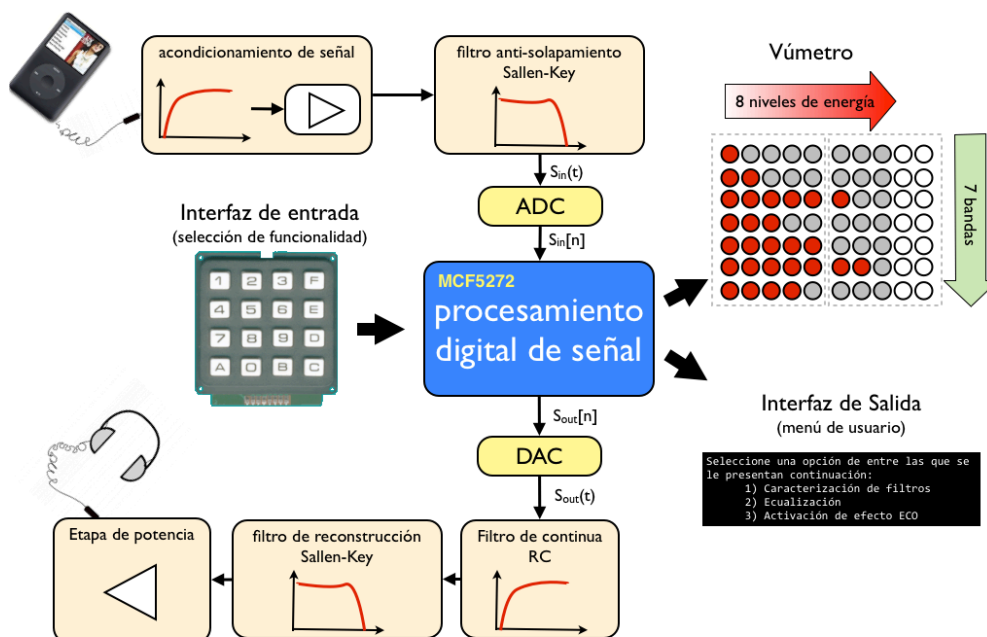 acondicionamiento de señal
filtro anti-solapamiento
Sallen-Key
Vúmetro
8 niveles de energía
7 bandas
Sin(t)
ADC
Sin[n]
Interfaz de entrada
(selección de funcionalidad)
1 2 3 F
4 5 6 E
7 8 9 D
A 0 B C
MCF5272
procesamiento
digital de señal
Sout[n]
DAC
Sout(t)
Interfaz de Salida
(menú de usuario)
Seleccione una opción de entre las que se
le presentan continuación:
1) Caracterización de filtros
2) Ecualización
3) Activación de efecto ECO
Etapa de potencia
filtro de reconstrucción
Sallen-Key
Filtro de continua
RC